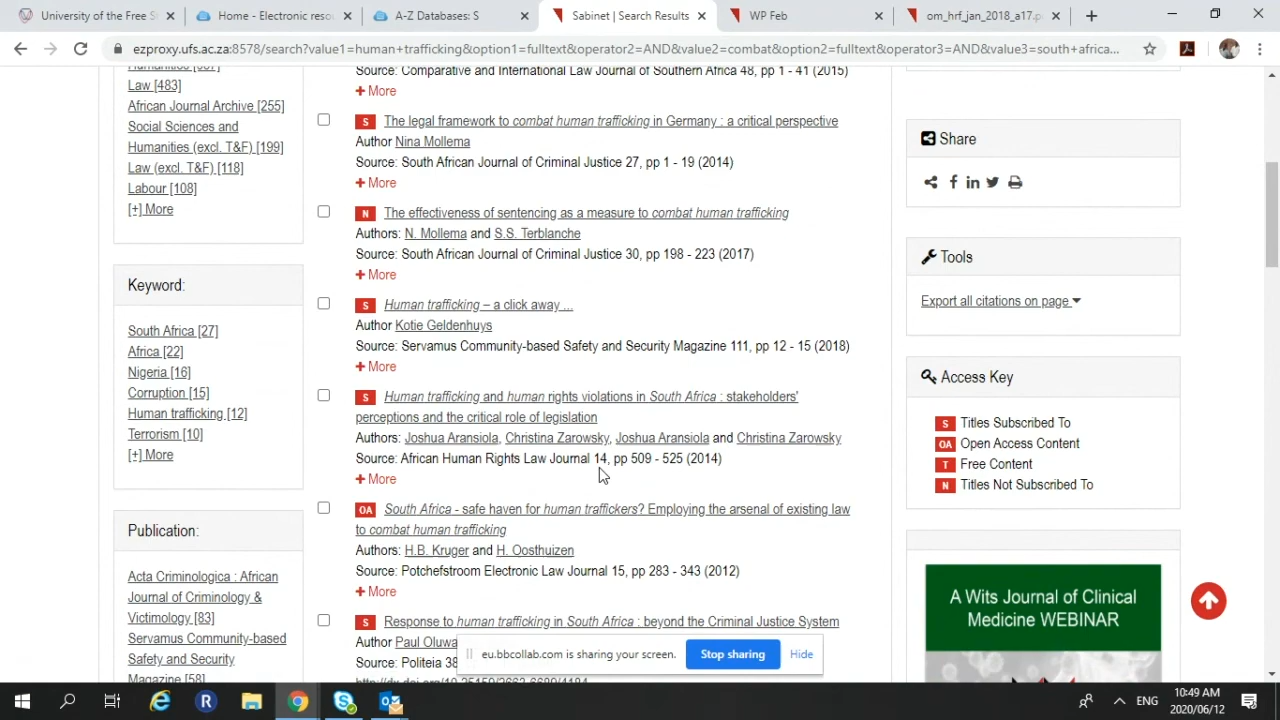 University of the Free S
Home - Electronic reso
A-Z Databases: S
Sabinet | Search Results
WP Feb
om_hrf_jan_2018_a17.p
ezproxy.ufs.ac.za:8578/search?value1=human+trafficking&option1=fulltext&operator2=AND&value2=combat&option2=fulltext&operator3=AND&value3=south+africa...
Law [483]
African Journal Archive [255]
Social Sciences and
Humanities (excl. T&F) [199]
Law (excl. T&F) [118]
Labour [108]
[+] More
Keyword:
South Africa [27]
Africa [22]
Nigeria [16]
Corruption [15]
Human trafficking [12]
Terrorism [10]
[+] More
Publication:
Acta Criminologica : African
Journal of Criminology &
Victimology [83]
Servamus Community-based
Safety and Security
Magazine [58]
Source: Comparative and International Law Journal of Southern Africa 48, pp 1 - 41 (2015)
+ More
S The legal framework to combat human trafficking in Germany : a critical perspective
Author Nina Mollema
Source: South African Journal of Criminal Justice 27, pp 1 - 19 (2014)
+ More
N The effectiveness of sentencing as a measure to combat human trafficking
Authors: N. Mollema and S.S. Terblanche
Source: South African Journal of Criminal Justice 30, pp 198 - 223 (2017)
+ More
S Human trafficking – a click away ...
Author Kotie Geldenhuys
Source: Servamus Community-based Safety and Security Magazine 111, pp 12 - 15 (2018)
+ More
S Human trafficking and human rights violations in South Africa : stakeholders'
perceptions and the critical role of legislation
Authors: Joshua Aransiola, Christina Zarowsky, Joshua Aransiola and Christina Zarowsky
Source: African Human Rights Law Journal 14, pp 509 - 525 (2014)
+ More
OA South Africa - safe haven for human traffickers? Employing the arsenal of existing law
to combat human trafficking
Authors: H.B. Kruger and H. Oosthuizen
Source: Potchefstroom Electronic Law Journal 15, pp 283 - 343 (2012)
+ More
S Response to human trafficking in South Africa : beyond the Criminal Justice System
Author Paul Oluwa
Source: Politeia 38
Share
Tools
Export all citations on page
Access Key
S Titles Subscribed To
OA Open Access Content
T Free Content
N Titles Not Subscribed To
A Wits Journal of Clinical
Medicine WEBINAR
eu.bbcollab.com is sharing your screen.
Stop sharing
Hide
ENG
10:49 AM
2020/06/12